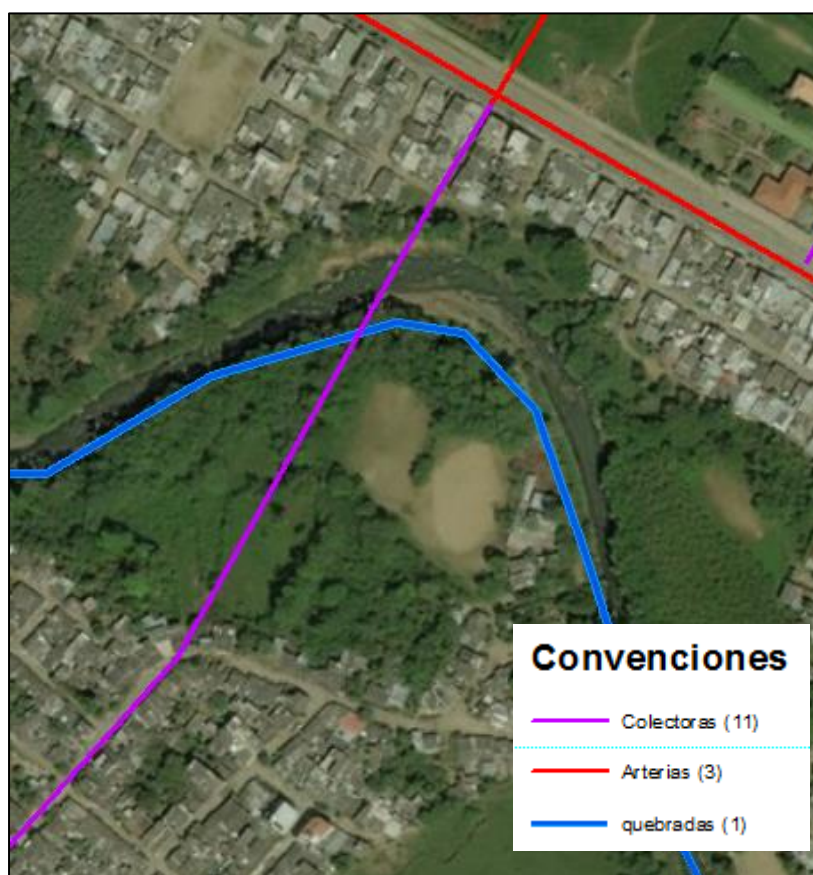 Convenciones
Colectoras (11)
Arterias (3)
quebradas (1)